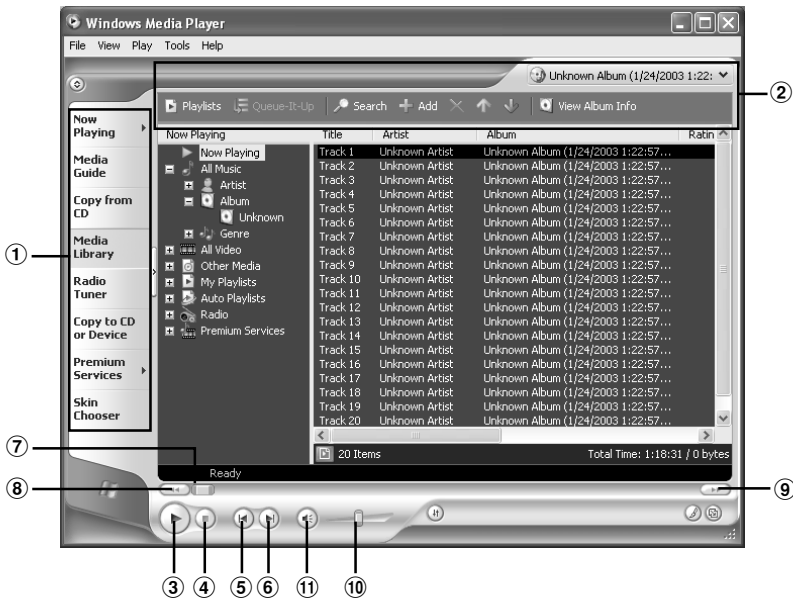 Windows Media Player
File View Play Tools Help
Unknown Album (1/24/2003 1:22:
②
Playlists Queue-It-Up Search Add View Album Info
Now Playing
Media Guide
Copy from CD
①
Media Library
Radio Tuner
Copy to CD or Device
Premium Services
Skin Chooser
Now Playing
Now Playing
All Music
Artist
Album
Unknown
Genre
All Video
Other Media
My Playlists
Auto Playlists
Radio
Premium Services
Title Artist Album Ratin
Track 1 Unknown Artist Unknown Album (1/24/2003 1:22:57...
Track 2 Unknown Artist Unknown Album (1/24/2003 1:22:57...
Track 3 Unknown Artist Unknown Album (1/24/2003 1:22:57...
Track 4 Unknown Artist Unknown Album (1/24/2003 1:22:57...
Track 5 Unknown Artist Unknown Album (1/24/2003 1:22:57...
Track 6 Unknown Artist Unknown Album (1/24/2003 1:22:57...
Track 7 Unknown Artist Unknown Album (1/24/2003 1:22:57...
Track 8 Unknown Artist Unknown Album (1/24/2003 1:22:57...
Track 9 Unknown Artist Unknown Album (1/24/2003 1:22:57...
Track 10 Unknown Artist Unknown Album (1/24/2003 1:22:57...
Track 11 Unknown Artist Unknown Album (1/24/2003 1:22:57...
Track 12 Unknown Artist Unknown Album (1/24/2003 1:22:57...
Track 13 Unknown Artist Unknown Album (1/24/2003 1:22:57...
Track 14 Unknown Artist Unknown Album (1/24/2003 1:22:57...
Track 15 Unknown Artist Unknown Album (1/24/2003 1:22:57...
Track 16 Unknown Artist Unknown Album (1/24/2003 1:22:57...
Track 17 Unknown Artist Unknown Album (1/24/2003 1:22:57...
Track 18 Unknown Artist Unknown Album (1/24/2003 1:22:57...
Track 19 Unknown Artist Unknown Album (1/24/2003 1:22:57...
Track 20 Unknown Artist Unknown Album (1/24/2003 1:22:57...
20 Items Total Time: 1:18:31 / 0 bytes
⑦
Ready
⑧ ⑨
③ ④ ⑤ ⑥ ⑪ ⑩